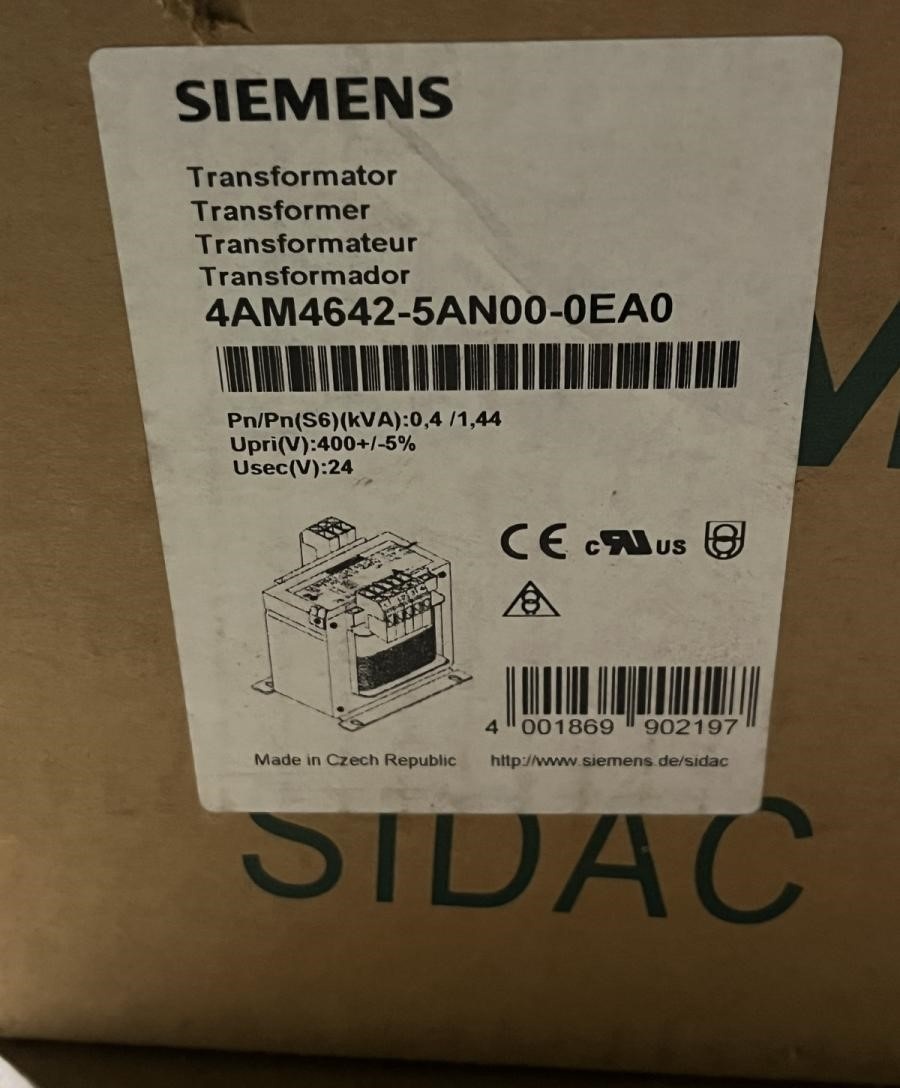 SIEMENS
Transformator
Transformer
Transformateur
Transformador
4AM4642-5AN00-0EA0
Pn/Pn(S6)(kVA):0,4 /1,44
Upri(V):400+/-5%
Usec(V):24
CE c RU US
4 001869 902197
Made in Czech Republic http://www.siemens.de/sidac
SIDAC